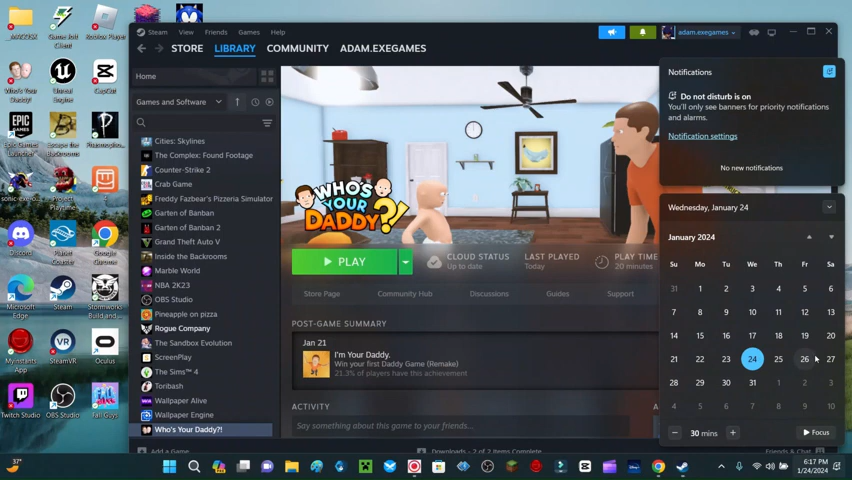 Game Jolt
Client
Roblox Player
Who's Your
Daddy!
Unreal
Engine
CapCut
Epic Games
Launcher
Escape the
Backrooms
Project
Playtime
Discord
Planet
Coaster
Google
Chrome
Microsoft
Edge
Steam
SteamVR
Oculus
Myinstants
App
Twitch Studio
OBS Studio
Fall Guys
Steam View Friends Games Help
adam.exegames
STORE LIBRARY COMMUNITY ADAM.EXEGAMES
Home
Games and Software
Cities: Skylines
The Complex: Found Footage
Counter-Strike 2
Crab Game
Freddy Fazbear's Pizzeria Simulator
Garten of Banban
Garten of Banban 2
Grand Theft Auto V
Inside the Backrooms
Marble World
NBA 2K23
OBS Studio
Pineapple on pizza
Rogue Company
The Sandbox Evolution
ScreenPlay
The Sims™ 4
Toribash
Wallpaper Alive
Wallpaper Engine
Who's Your Daddy?!
Add a Game
WHO'S
YOUR
DADDY?!
PLAY
CLOUD STATUS
Up to date
LAST PLAYED
Today
PLAY TIME
20 minutes
Store Page Community Hub Discussions Guides Support
POST-GAME SUMMARY
Jan 21
I'm Your Daddy.
Win your first Daddy Game (Remake)
21.3% of players have this achievement
ACTIVITY
Say something about this game to your friends...
Downloads - 2 of 2 Items Complete
Friends & Chat
Notifications
Do not disturb is on
You'll only see banners for priority notifications
and alarms.
Notification settings
No new notifications
Wednesday, January 24
January 2024
Su Mo Tu We Th Fr Sa
31 1 2 3 4 5 6
7 8 9 10 11 12 13
14 15 16 17 18 19 20
21 22 23 24 25 26 27
28 29 30 31 1 2 3
4 5 6 7 8 9 10
30 mins
Focus
37°
6:17 PM
1/24/2024